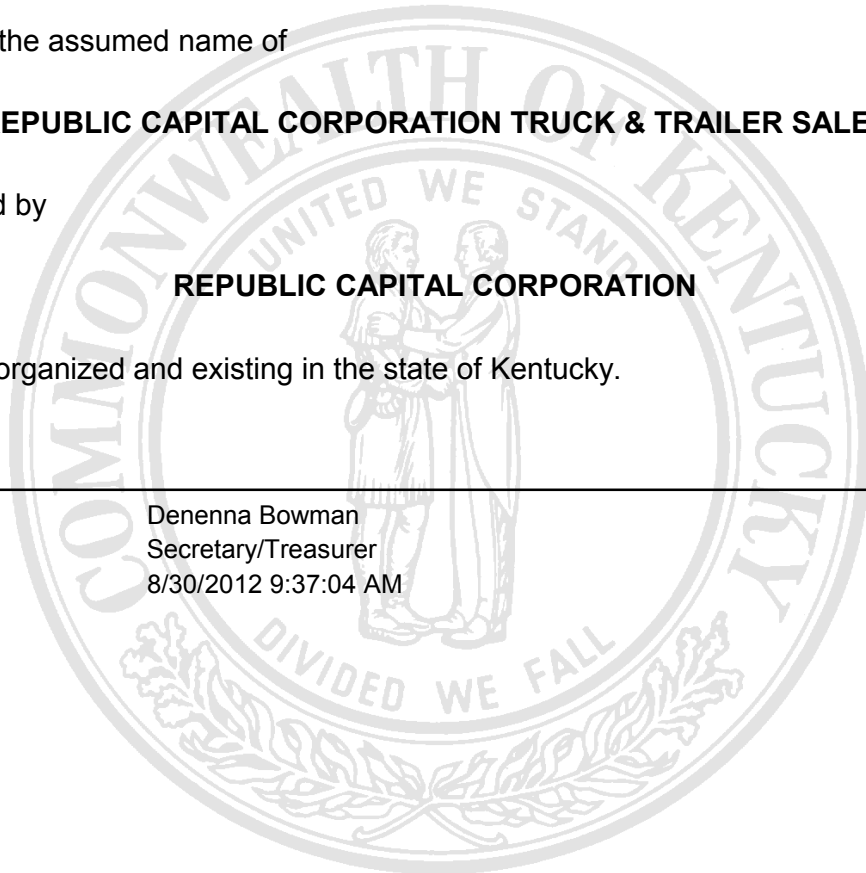 the assumed name of
EPUBLIC CAPITAL CORPORATION TRUCK & TRAILER SALE
d by
REPUBLIC CAPITAL CORPORATION
organized and existing in the state of Kentucky.
Denenna Bowman
Secretary/Treasurer
8/30/2012 9:37:04 AM
COMMONWEALTH OF KENTUCKY
UNITED WE STAND
DIVIDED WE FALL